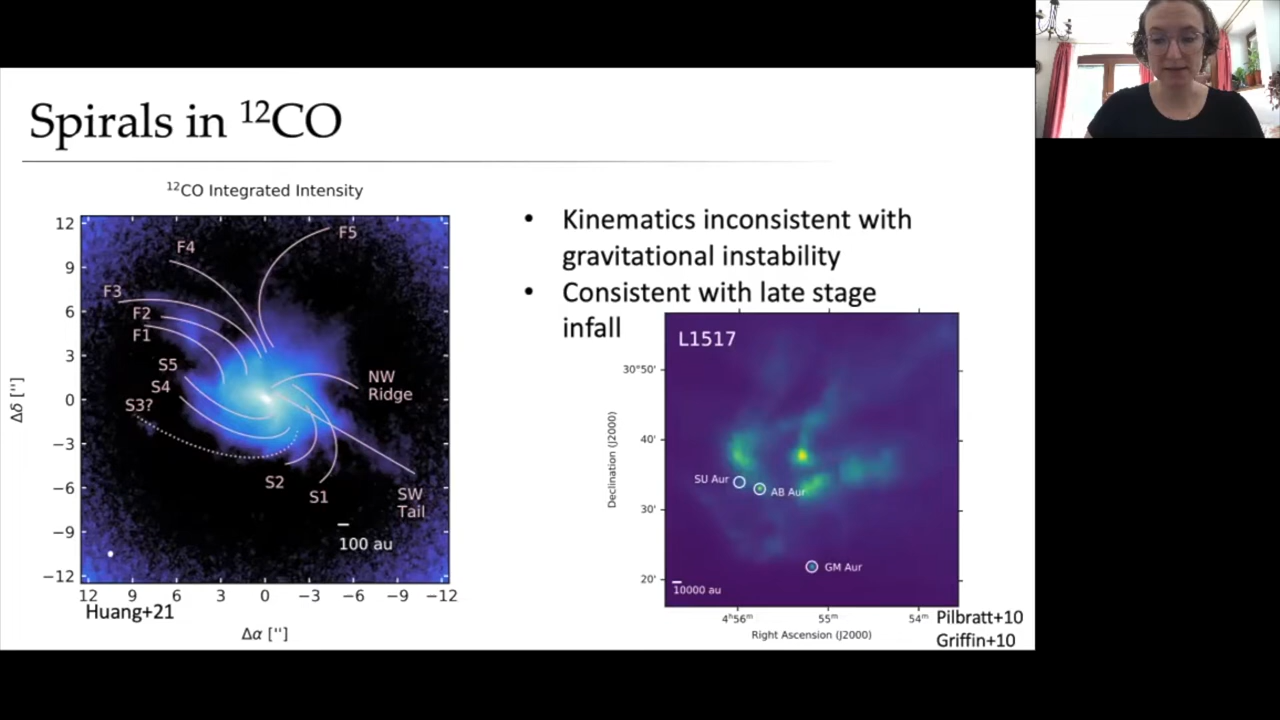 Spirals in ¹²CO
¹²CO Integrated Intensity
12
9
6
3
0
−3
−6
−9
−12
Δδ ['']
F5
F4
F3
F2
F1
S5
S4
S3?
NW
Ridge
S2
S1
SW
Tail
100 au
12 9 6 3 0 −3 −6 −9 −12
Huang+21
Δα ['']
• Kinematics inconsistent with
gravitational instability
• Consistent with late stage
infall
L1517
30°50'
40'
30'
20'
Declination (J2000)
SU Aur
AB Aur
GM Aur
10000 au
4ʰ56ᵐ 55ᵐ 54ᵐ
Right Ascension (J2000)
Pilbratt+10
Griffin+10